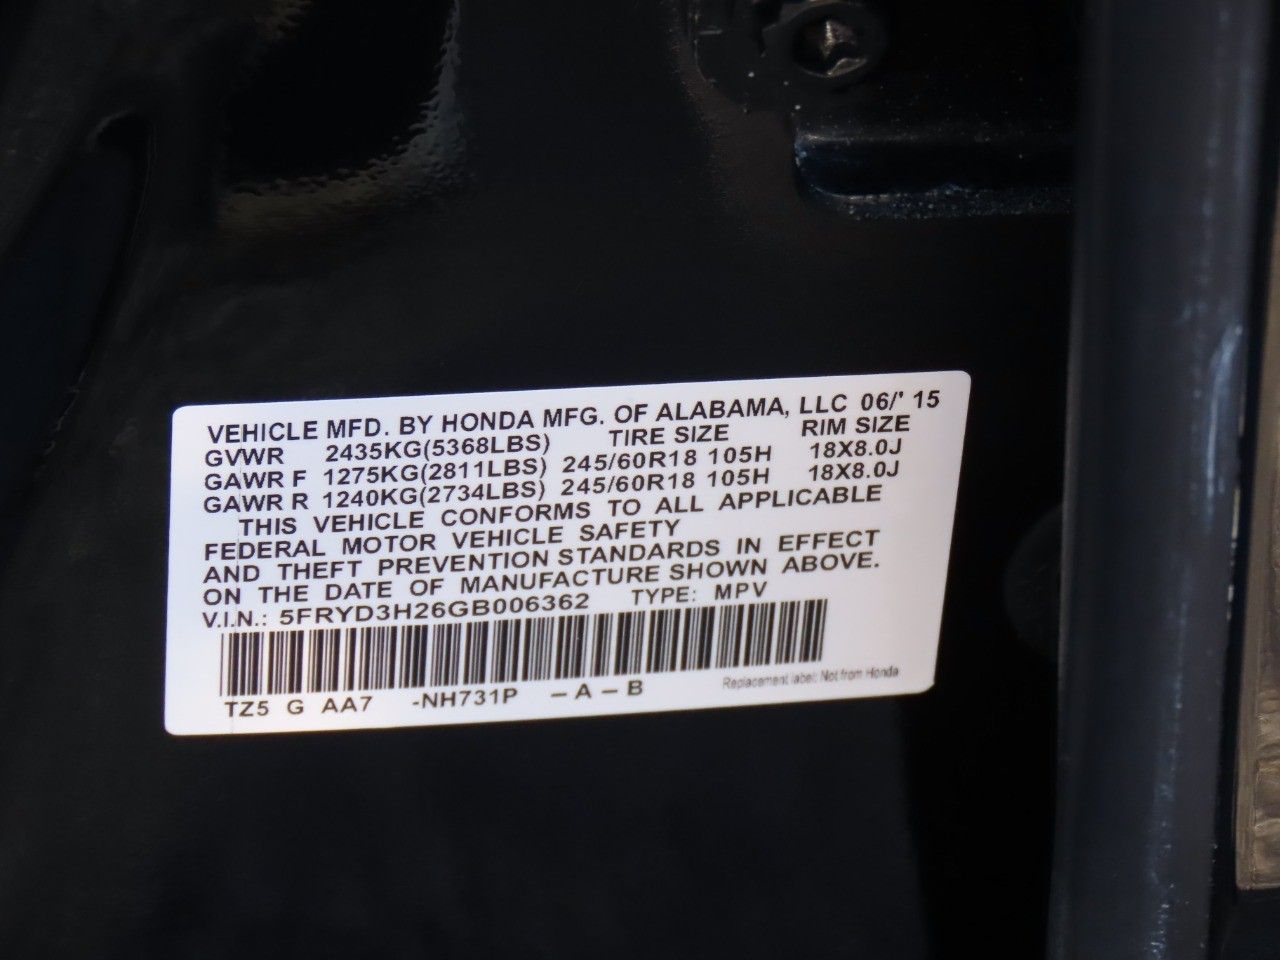 VEHICLE MFD. BY HONDA MFG. OF ALABAMA, LLC 06/' 15
GVWR 2435KG(5368LBS) TIRE SIZE RIM SIZE
GAWR F 1275KG(2811LBS) 245/60R18 105H 18X8.0J
GAWR R 1240KG(2734LBS) 245/60R18 105H 18X8.0J
THIS VEHICLE CONFORMS TO ALL APPLICABLE
FEDERAL MOTOR VEHICLE SAFETY
AND THEFT PREVENTION STANDARDS IN EFFECT
ON THE DATE OF MANUFACTURE SHOWN ABOVE.
V.I.N.: 5FRYD3H26GB006362 TYPE: MPV
Replacement label: Not from Honda
TZ5 G AA7 -NH731P -A-B